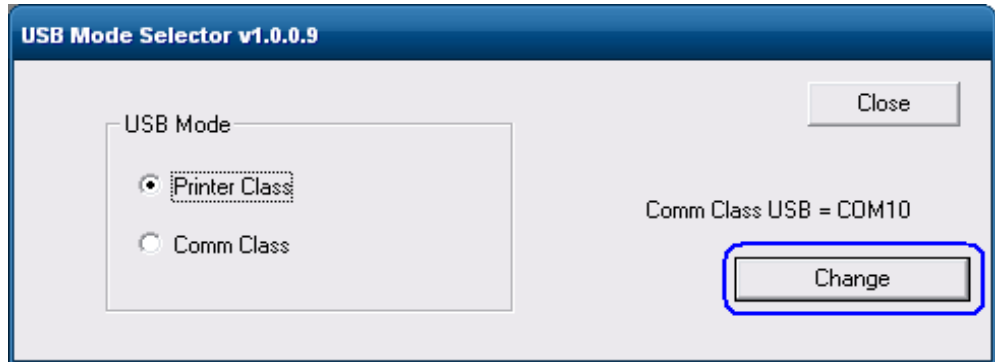 USB Mode Selector v1.0.0.9
Close
USB Mode
Printer Class
Comm Class USB = COM10
Comm Class
Change